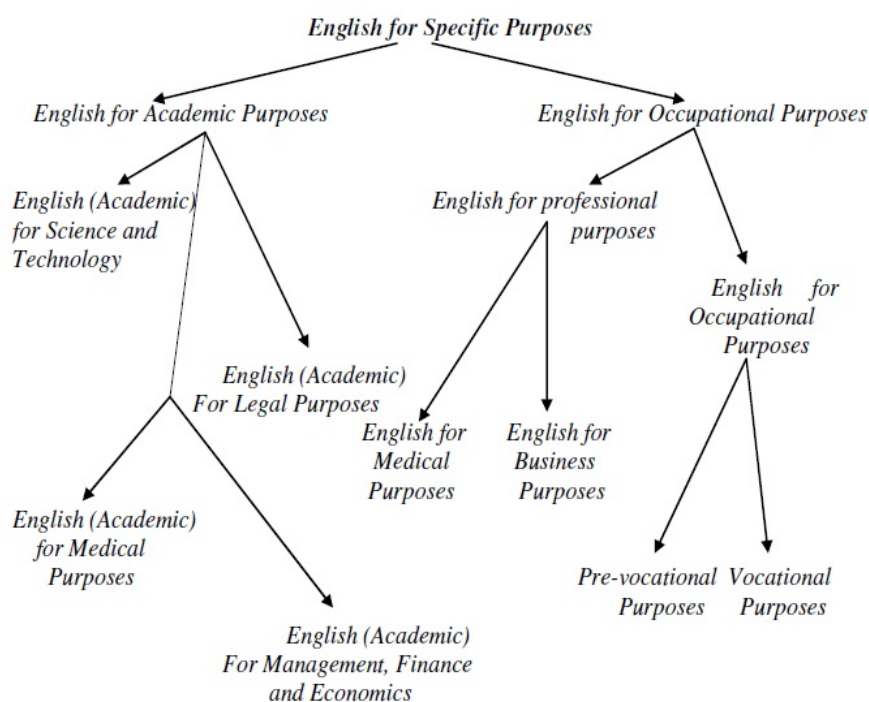 English for Specific Purposes
English for Academic Purposes
English for Occupational Purposes
English (Academic)
for Science and
Technology
English for professional
purposes
English for
Occupational
Purposes
English (Academic)
For Legal Purposes
English for
Medical
Purposes
English for
Business
Purposes
English (Academic)
for Medical
Purposes
Pre-vocational
Purposes
Vocational
Purposes
English (Academic)
For Management, Finance
and Economics